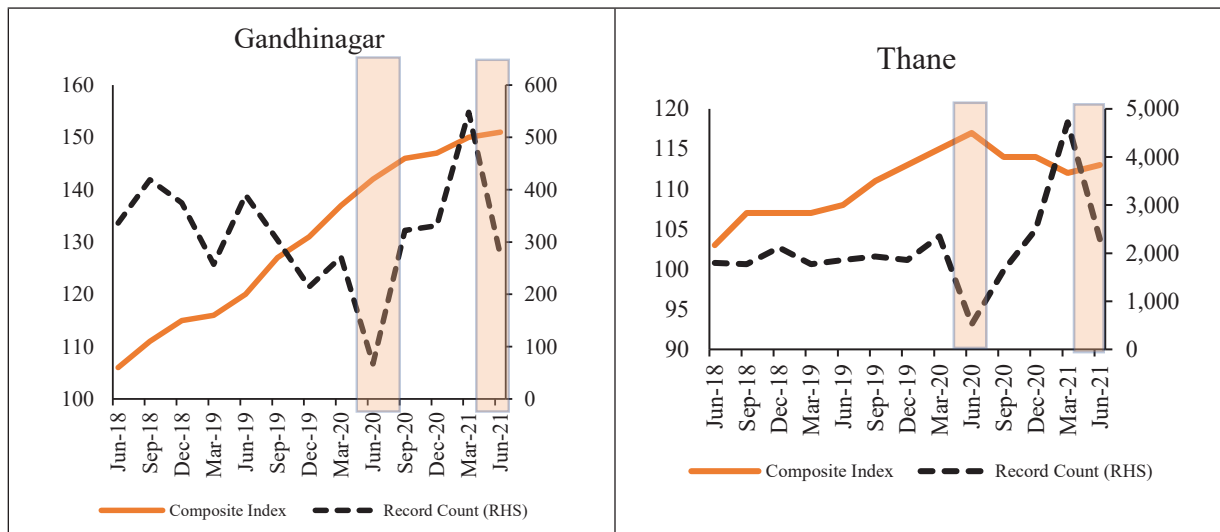 Gandhinagar
160
150
140
130
120
110
100
600
500
400
300
200
100
0
Jun-18
Sep-18
Dec-18
Mar-19
Jun-19
Sep-19
Dec-19
Mar-20
Jun-20
Sep-20
Dec-20
Mar-21
Jun-21
Composite Index
Record Count (RHS)
Thane
120
115
110
105
100
95
90
5,000
4,000
3,000
2,000
1,000
0
Jun-18
Sep-18
Dec-18
Mar-19
Jun-19
Sep-19
Dec-19
Mar-20
Jun-20
Sep-20
Dec-20
Mar-21
Jun-21
Composite Index
Record Count (RHS)